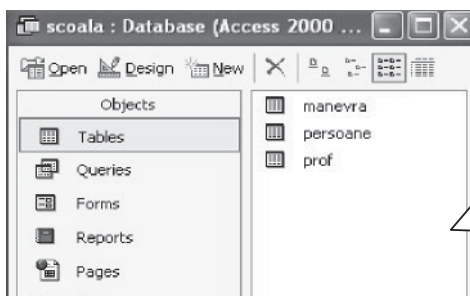 scoala : Database (Access 2000 ...
Open Design New
Objects
Tables
Queries
Forms
Reports
Pages
manevra
persoane
prof